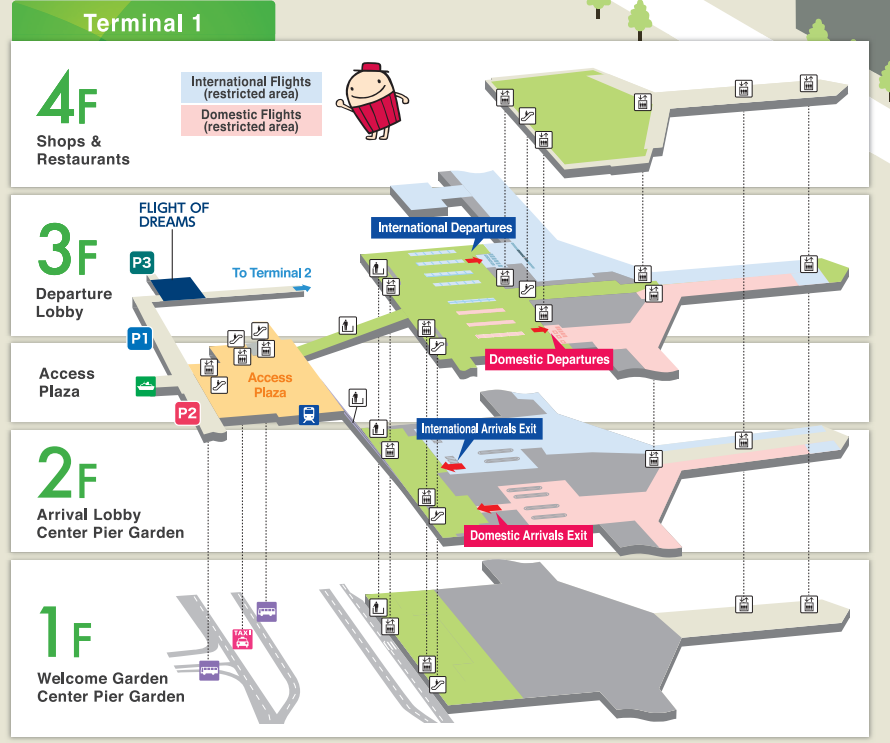 Terminal 1
4F
Shops &
Restaurants
International Flights
(restricted area)
Domestic Flights
(restricted area)
3F
Departure
Lobby
FLIGHT OF
DREAMS
P3
To Terminal 2
International Departures
P1
Domestic Departures
Access
Plaza
Access
Plaza
P2
2F
Arrival Lobby
Center Pier Garden
International Arrivals Exit
Domestic Arrivals Exit
1F
Welcome Garden
Center Pier Garden
TAXI